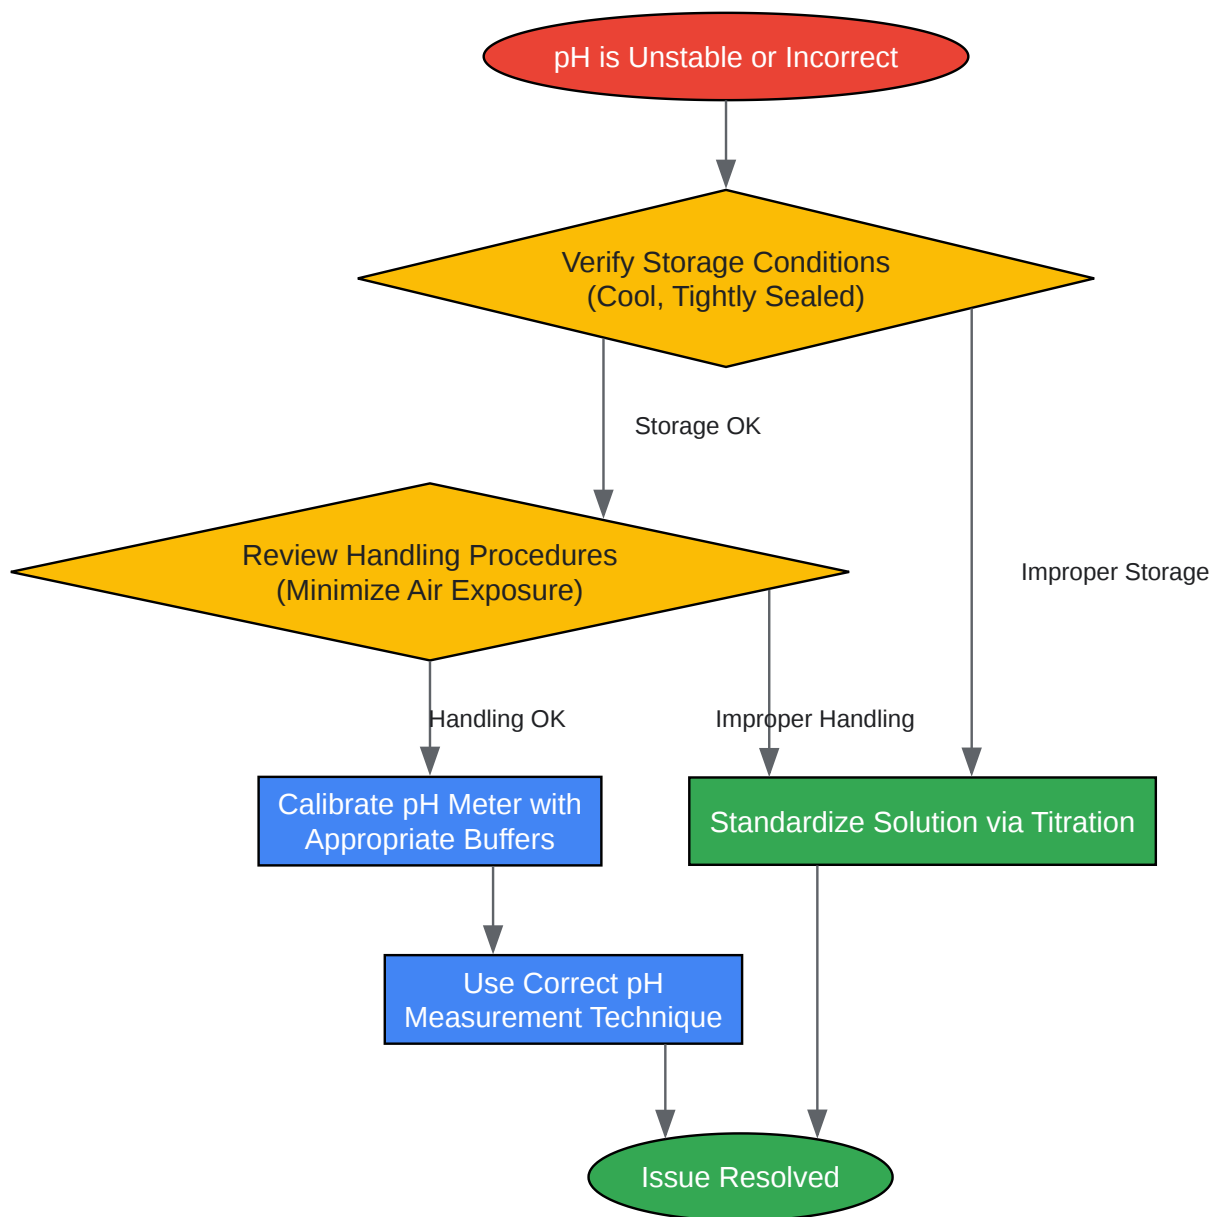 pH is Unstable or Incorrect
Verify Storage Conditions
(Cool, Tightly Sealed)
Storage OK
Review Handling Procedures
(Minimize Air Exposure)
Improper Storage
Handling OK
Improper Handling
Calibrate pH Meter with
Appropriate Buffers
Standardize Solution via Titration
Use Correct pH
Measurement Technique
Issue Resolved